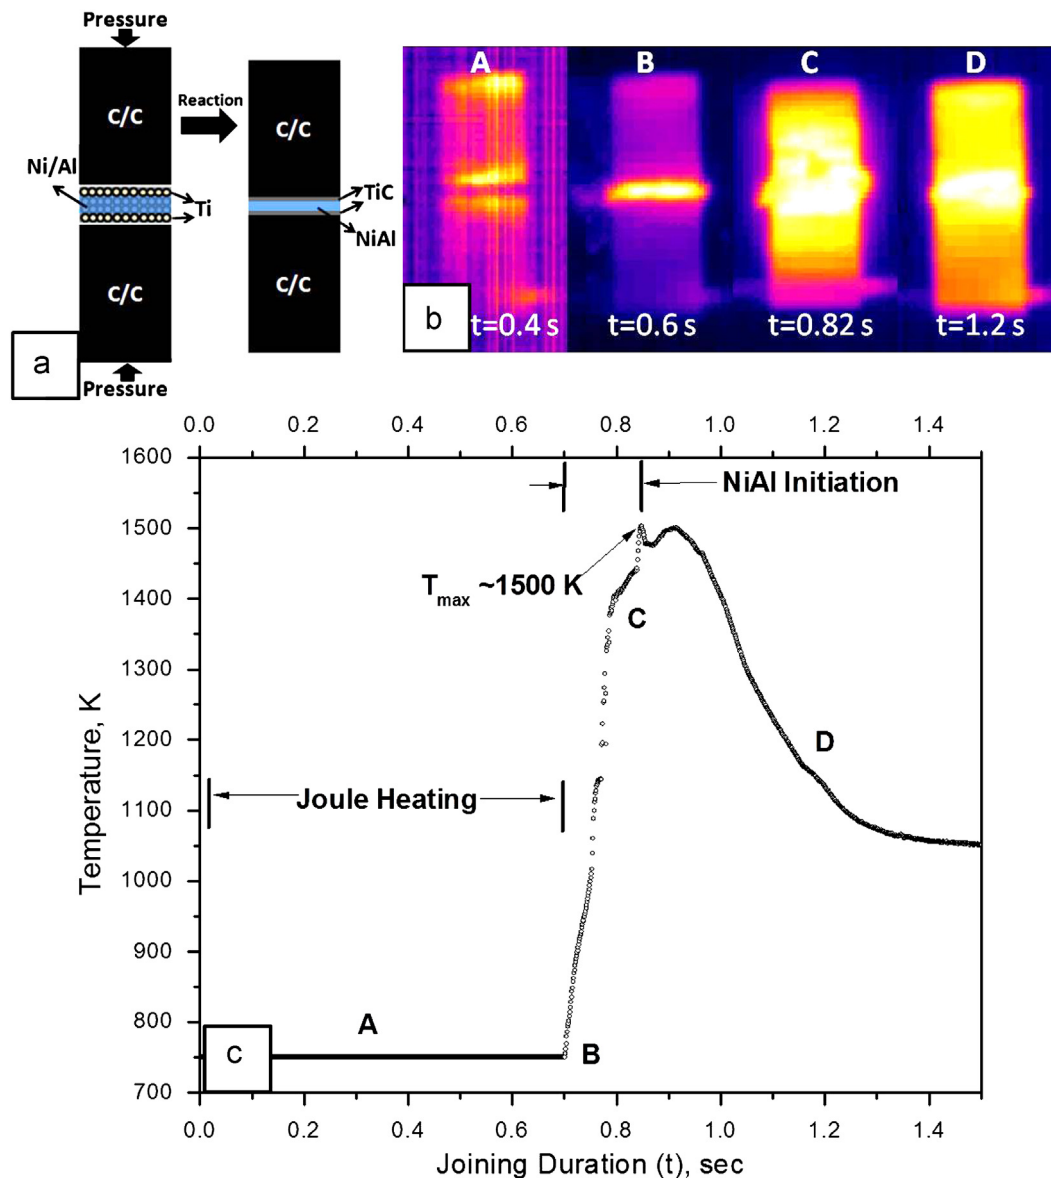 Pressure
C/C
Reaction
C/C
Ni/Al
Ti
TiC
NiAl
C/C
C/C
a
Pressure
A
B
C
D
b
t=0.4 s
t=0.6 s
t=0.82 s
t=1.2 s
0.0 0.2 0.4 0.6 0.8 1.0 1.2 1.4
1600
NiAl Initiation
1500
Tmax ~1500 K
1400
C
1300
1200
D
Joule Heating
1100
1000
900
800
A
B
c
700
Temperature, K
0.0 0.2 0.4 0.6 0.8 1.0 1.2 1.4
Joining Duration (t), sec